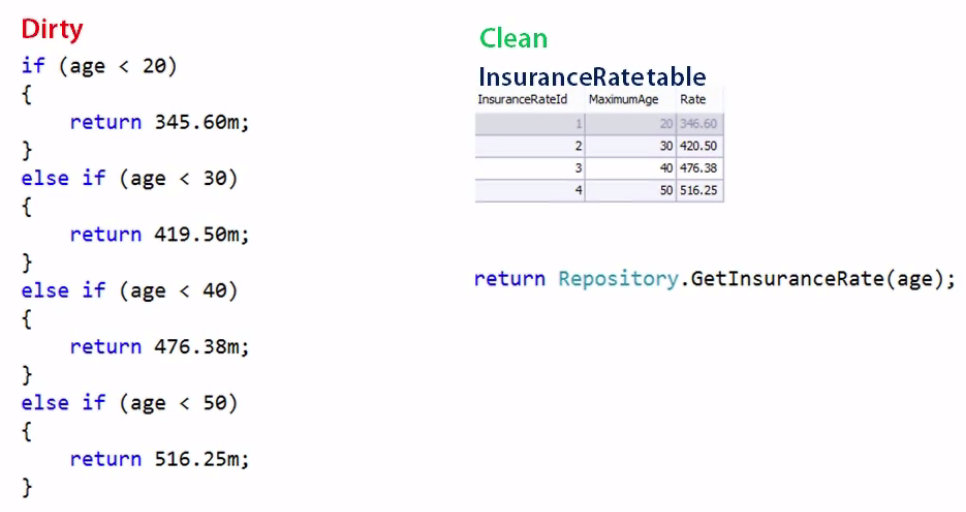 Dirty
if (age < 20)
{
return 345.60m;
}
else if (age < 30)
{
return 419.50m;
}
else if (age < 40)
{
return 476.38m;
}
else if (age < 50)
{
return 516.25m;
}
Clean
InsuranceRatetable
InsuranceRateId MaximumAge Rate
1 20 346.60
2 30 420.50
3 40 476.38
4 50 516.25
return Repository.GetInsuranceRate(age);